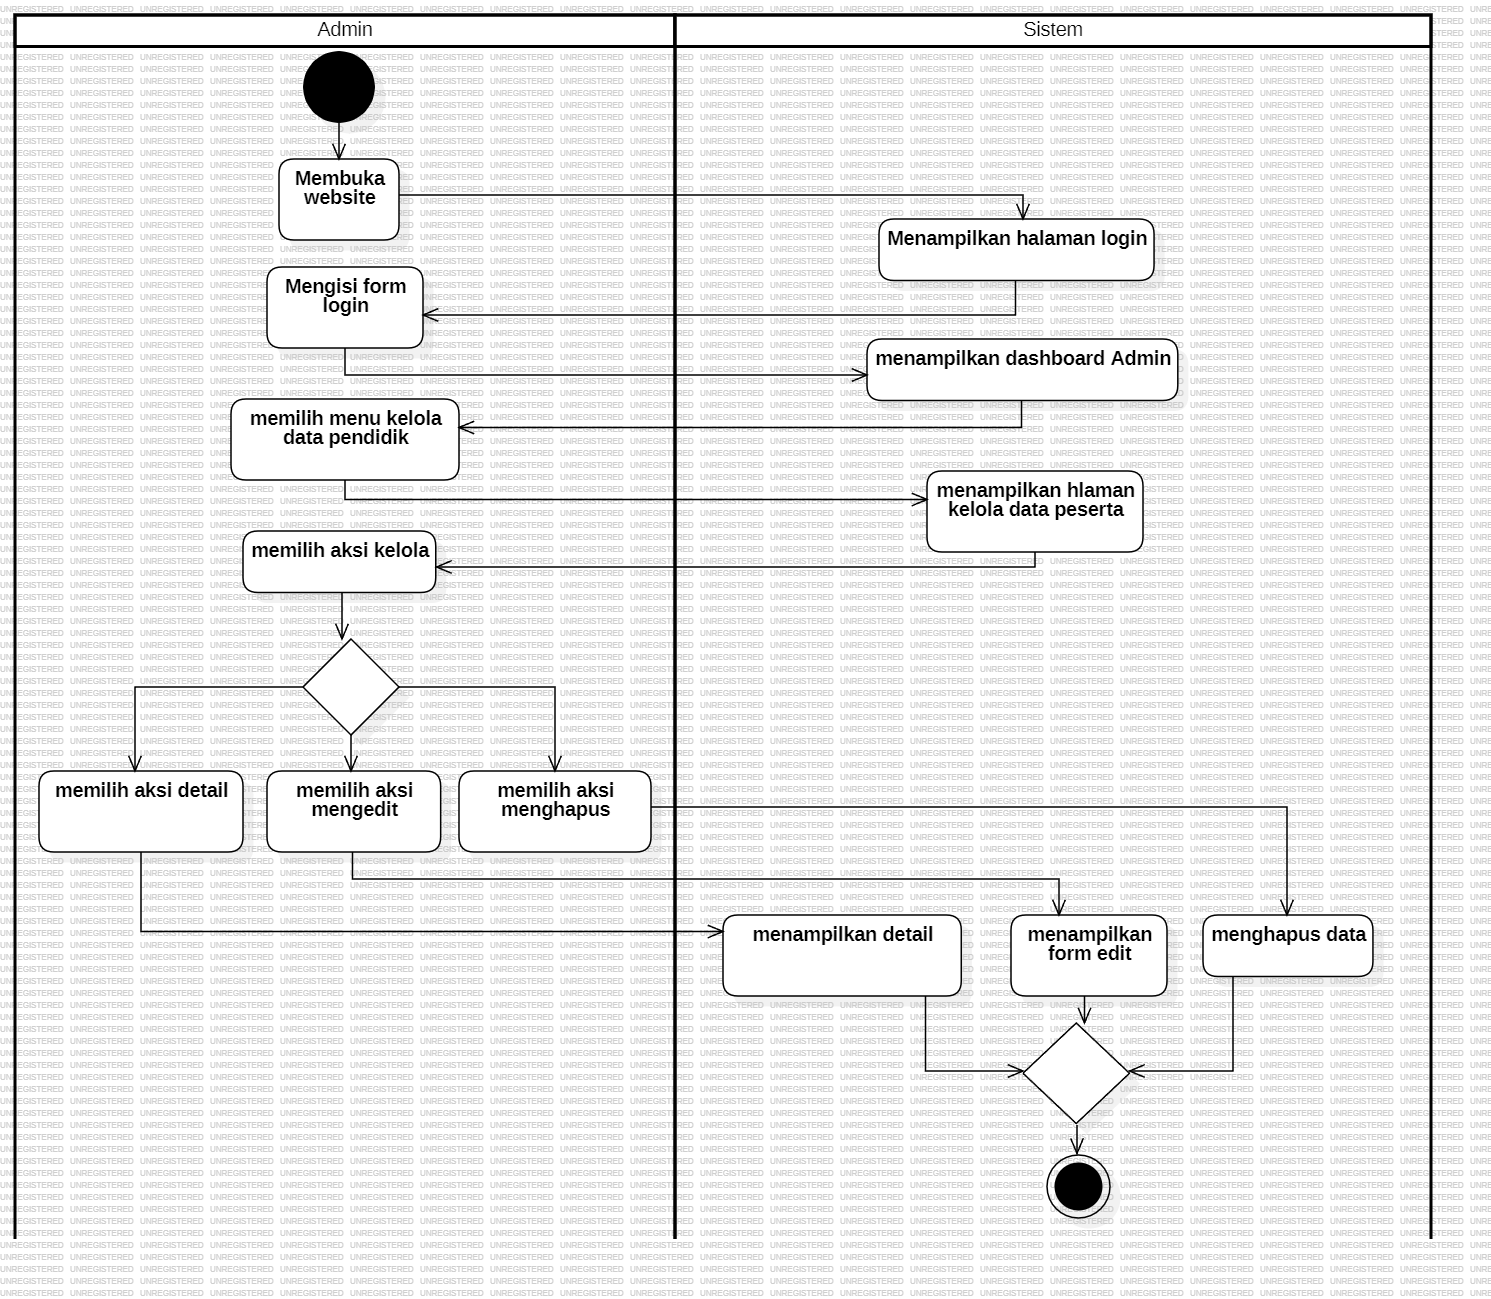 Admin
Sistem
Membuka
website
Menampilkan halaman login
Mengisi form
login
menampilkan dashboard Admin
memilih menu kelola
data pendidik
menampilkan hlaman
kelola data peserta
memilih aksi kelola
memilih aksi detail
memilih aksi
mengedit
memilih aksi
menghapus
menampilkan detail
menampilkan
form edit
menghapus data
UNREGISTERED